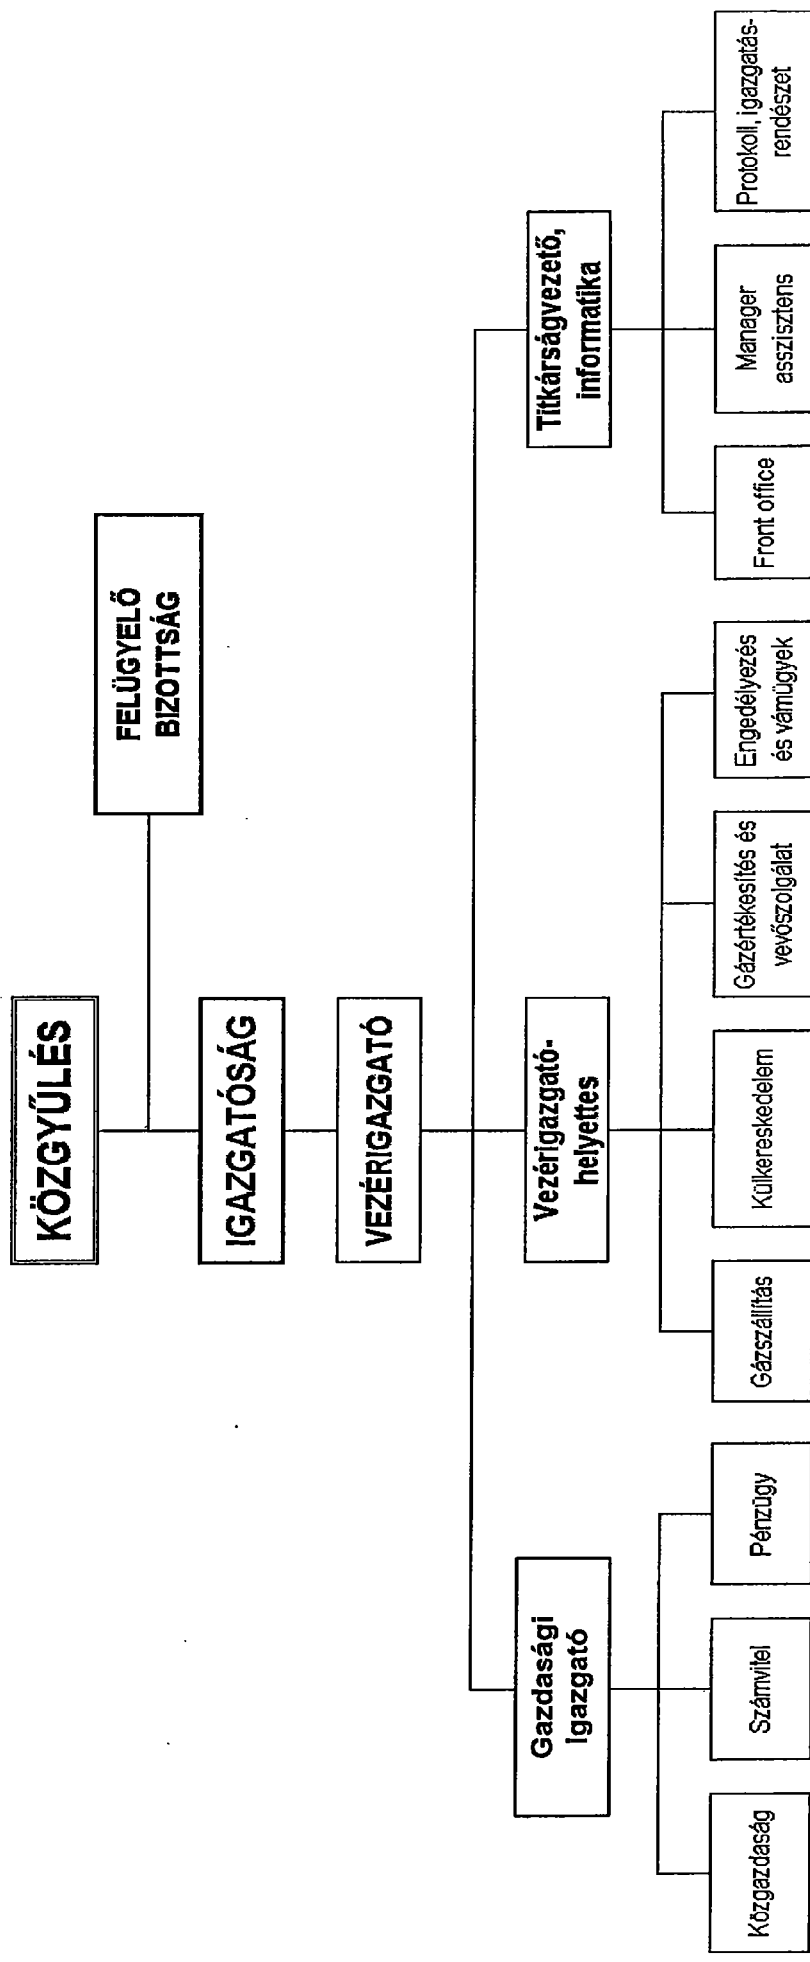 KÖZGYŰLÉS
FELÜGYELŐ
BIZOTTSÁG
IGAZGATÓSÁG
VEZÉRIGAZGATÓ
Gazdasági
Igazgató
Vezérigazgató-
helyettes
Titkárságvezető,
informatika
Közgazdaság
Számvitel
Pénzügy
Gázszállítás
Külkereskedelem
Gázértékesítés és
vevőszolgálat
Engedélyezés
és vámügyek
Front office
Manager
asszisztens
Protokoll, igazgatás-
rendészet